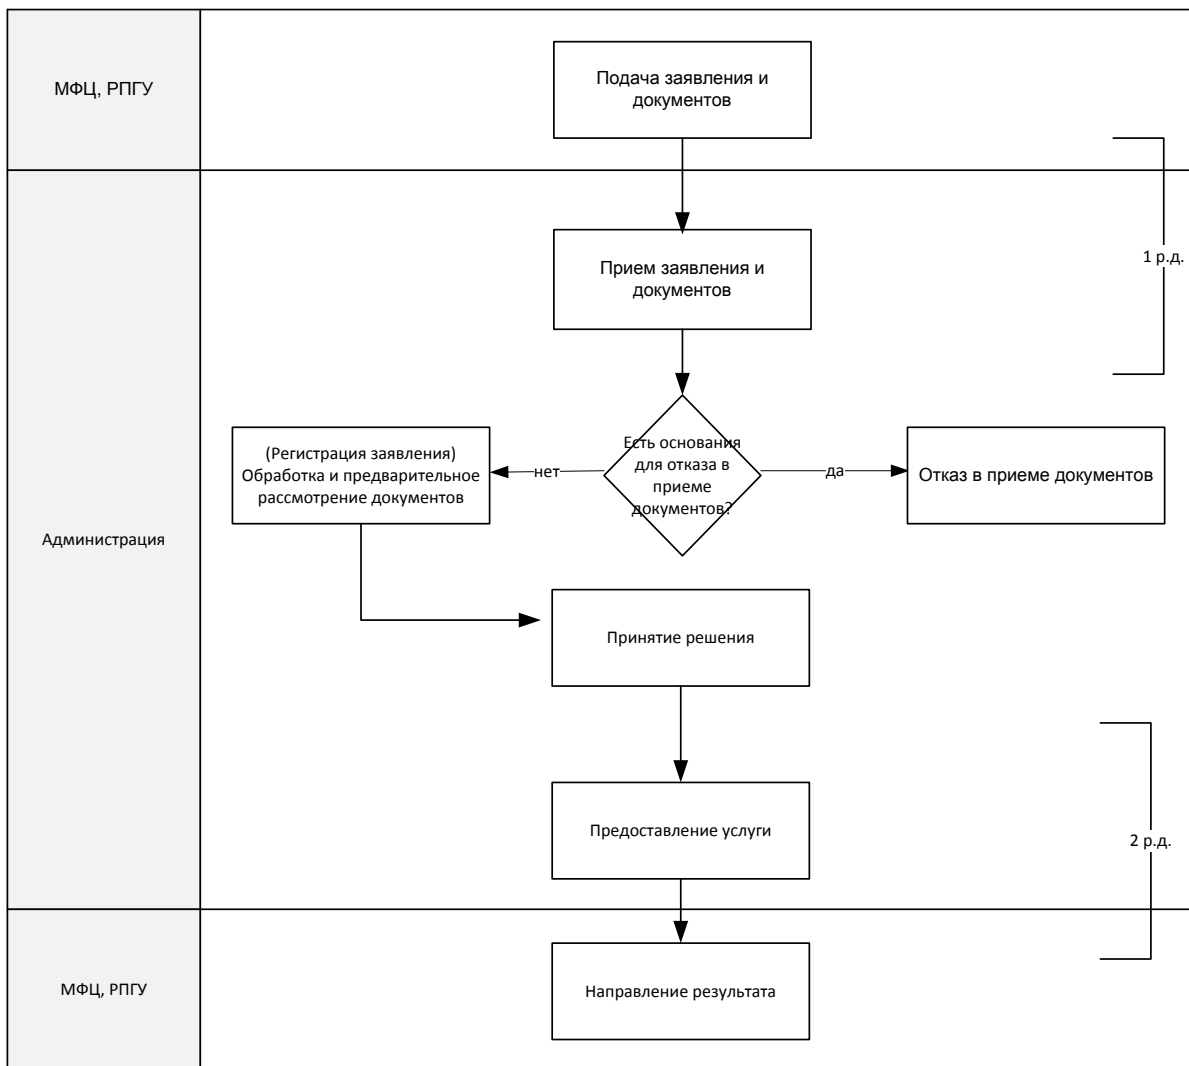 МФЦ, РПГУ
Подача заявления и
документов
Прием заявления и
документов
1 р.д.
Администрация
(Регистрация заявления)
Обработка и предварительное
рассмотрение документов
нет
Есть основания
для отказа в
приеме
документов?
да
Отказ в приеме документов
Принятие решения
Предоставление услуги
2 р.д.
МФЦ, РПГУ
Направление результата